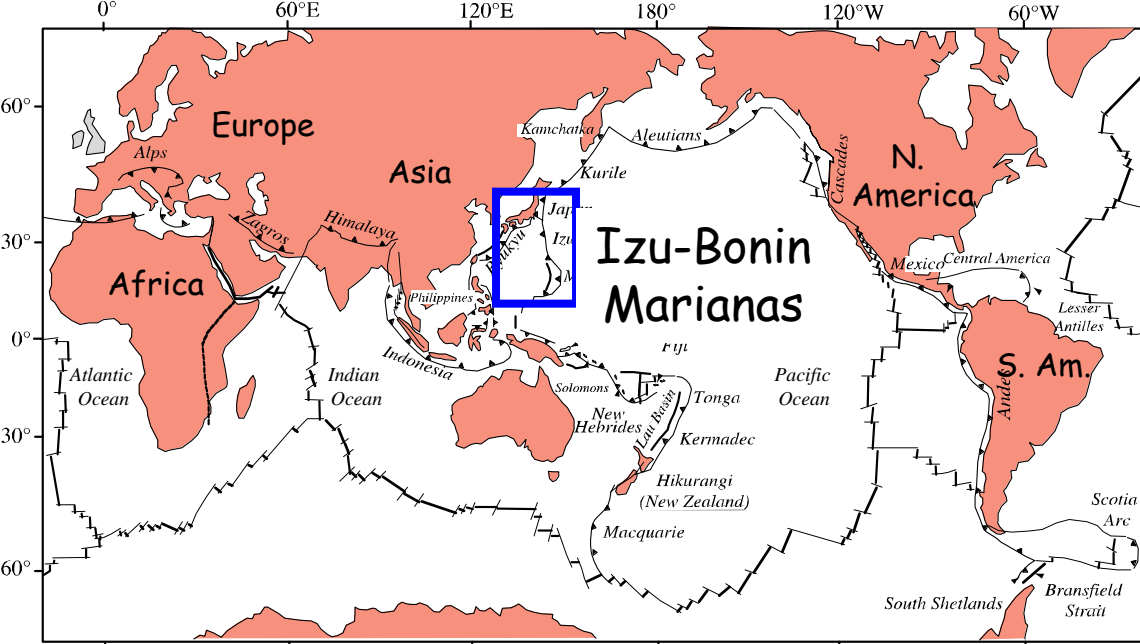 0° 60°E 120°E 180° 120°W 60°W
60°
30°
0°
30°
60°
Europe
Alps
Asia
Africa
Zagros
Himalaya
Kamchatka
Aleutians
Kurile
Cascades
N.
America
Izu-Bonin
Marianas
Philippines
Indonesia
Mexico
Central America
Lesser
Antilles
S. Am.
Andes
Atlantic
Ocean
Indian
Ocean
Pacific
Ocean
Fiji
Solomons
New
Hebrides
Lau Basin
Tonga
Kermadec
Hikurangi
(New Zealand)
Macquarie
Scotia
Arc
South Shetlands
Bransfield
Strait